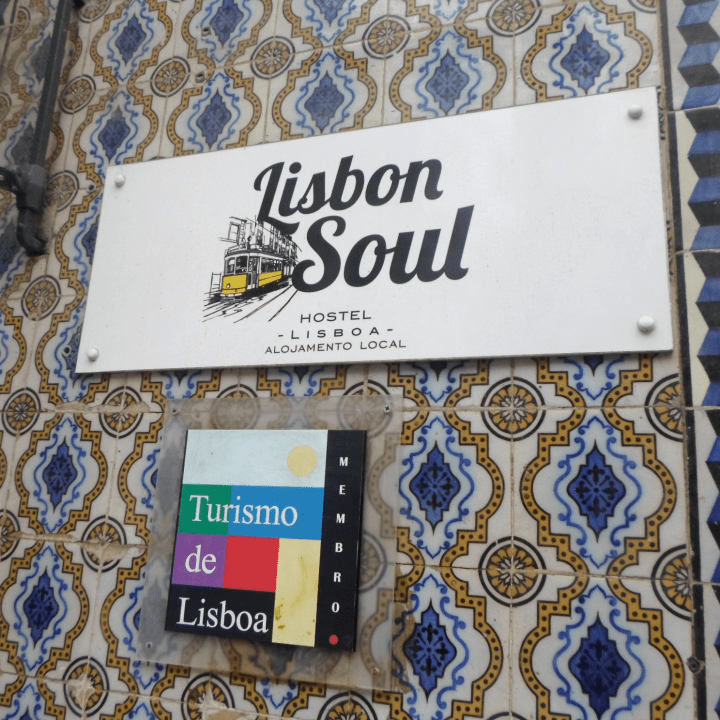 Lisbon
Soul
HOSTEL
- LISBOA -
ALOJAMENTO LOCAL
Turismo
de
Lisboa
MEMBRO